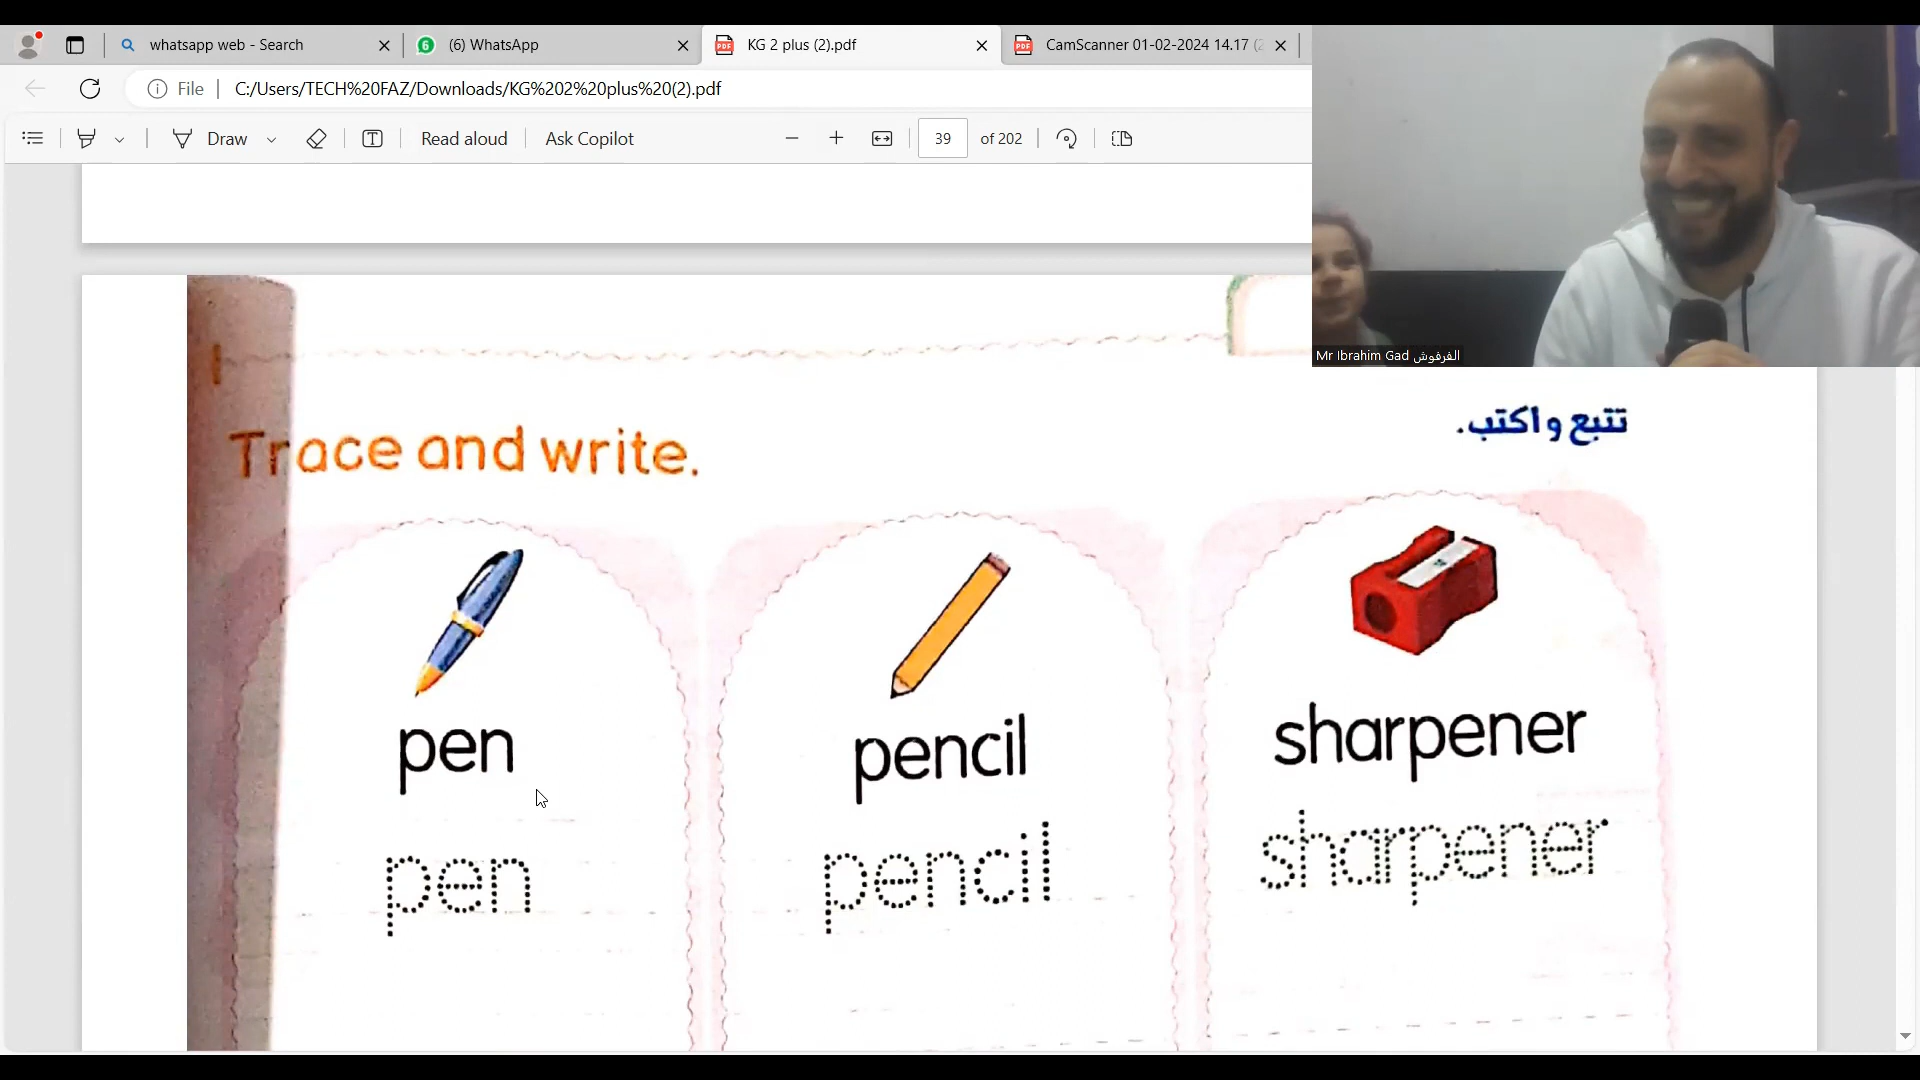 whatsapp web - Search
(6) WhatsApp
KG 2 plus (2).pdf
CamScanner 01-02-2024 14.17 (2
File
C:/Users/TECH%20FAZ/Downloads/KG%202%20plus%20(2).pdf
Draw
Read aloud
Ask Copilot
39
of 202
Mr Ibrahim Gad الفرفوش
Trace and write.
تتبع واكتب.
pen
pencil
sharpener
pen
pencil
sharpener